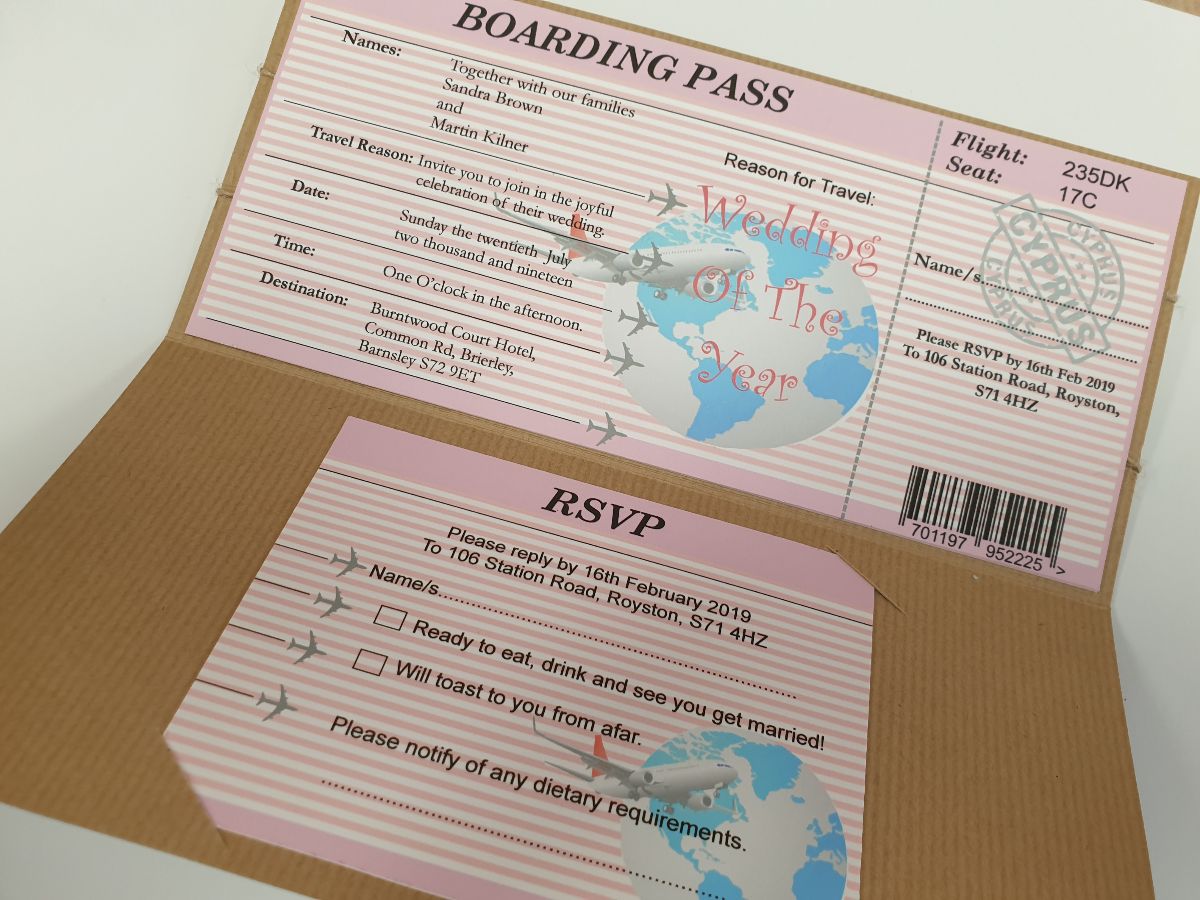 BOARDING PASS
Names:
Together with our families
Sandra Brown
and
Martin Kilner
Travel Reason: Invite you to join in the joyful
celebration of their wedding.
Date:
Sunday the twentieth July
two thousand and nineteen
Time:
One O'clock in the afternoon.
Destination:
Burntwood Court Hotel,
Common Rd, Brierley,
Barnsley S72 9ET
Reason for Travel:
Wedding
Of The
Year
Flight: 235DK
Seat: 17C
CYPRUS
CYPRUS
CYPRUS
Name/s
Please RSVP by 16th Feb 2019
To 106 Station Road, Royston,
S71 4HZ
701197 952225 >
RSVP
Please reply by 16th February 2019
To 106 Station Road, Royston, S71 4HZ
Name/s
Ready to eat, drink and see you get married!
Will toast to you from afar.
Please notify of any dietary requirements.